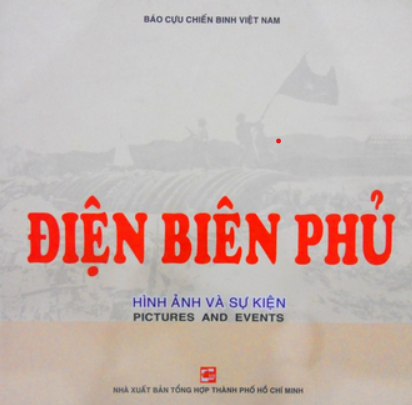 BÁO CỰU CHIẾN BINH VIỆT NAM
ĐIỆN BIÊN PHỦ
HÌNH ẢNH VÀ SỰ KIỆN
PICTURES AND EVENTS
NHÀ XUẤT BẢN TỔNG HỢP THÀNH PHỐ HỒ CHÍ MINH